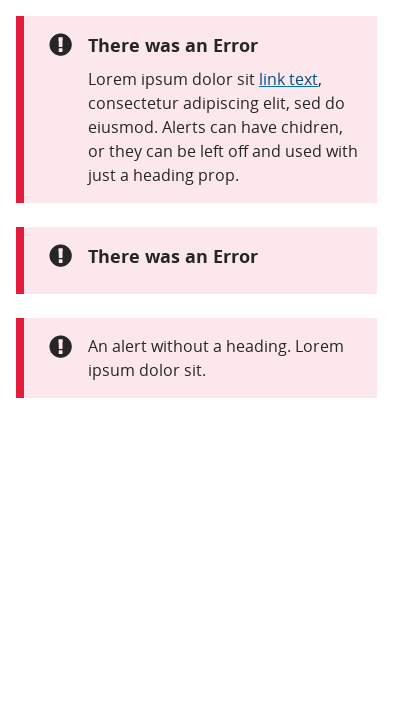 There was an Error
Lorem ipsum dolor sit link text,
consectetur adipiscing elit, sed do
eiusmod. Alerts can have chidren,
or they can be left off and used with
just a heading prop.
There was an Error
An alert without a heading. Lorem
ipsum dolor sit.